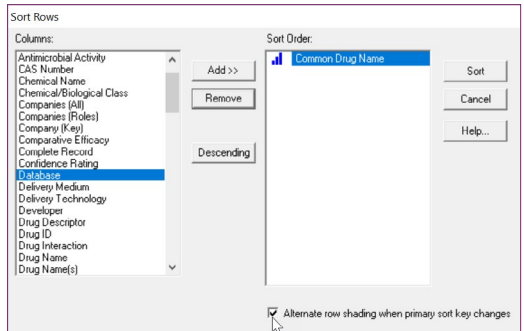 Sort Rows
Columns:
Antimicrobial Activity
CAS Number
Chemical Name
Chemical/Biological Class
Companies (All)
Companies (Roles)
Company (Key)
Comparative Efficacy
Complete Record
Confidence Rating
Database
Delivery Medium
Delivery Technology
Developer
Drug Descriptor
Drug ID
Drug Interaction
Drug Name
Drug Name(s)
Add >>
Remove
Descending
Sort Order:
Common Drug Name
Sort
Cancel
Help...
Alternate row shading when primary sort key changes